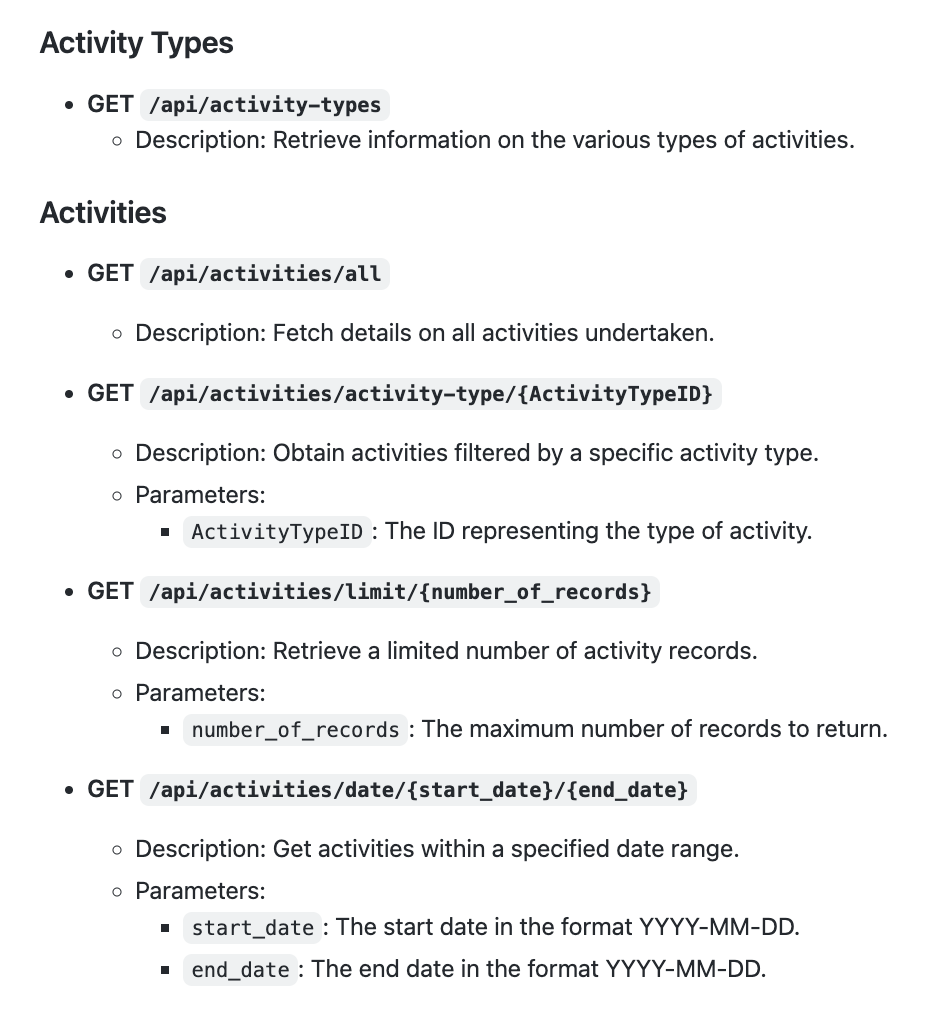 Activity Types
• GET /api/activity-types
◦ Description: Retrieve information on the various types of activities.
Activities
• GET /api/activities/all
◦ Description: Fetch details on all activities undertaken.
• GET /api/activities/activity-type/{ActivityTypeID}
◦ Description: Obtain activities filtered by a specific activity type.
◦ Parameters:
▪ ActivityTypeID: The ID representing the type of activity.
• GET /api/activities/limit/{number_of_records}
◦ Description: Retrieve a limited number of activity records.
◦ Parameters:
▪ number_of_records: The maximum number of records to return.
• GET /api/activities/date/{start_date}/{end_date}
◦ Description: Get activities within a specified date range.
◦ Parameters:
▪ start_date: The start date in the format YYYY-MM-DD.
▪ end_date: The end date in the format YYYY-MM-DD.